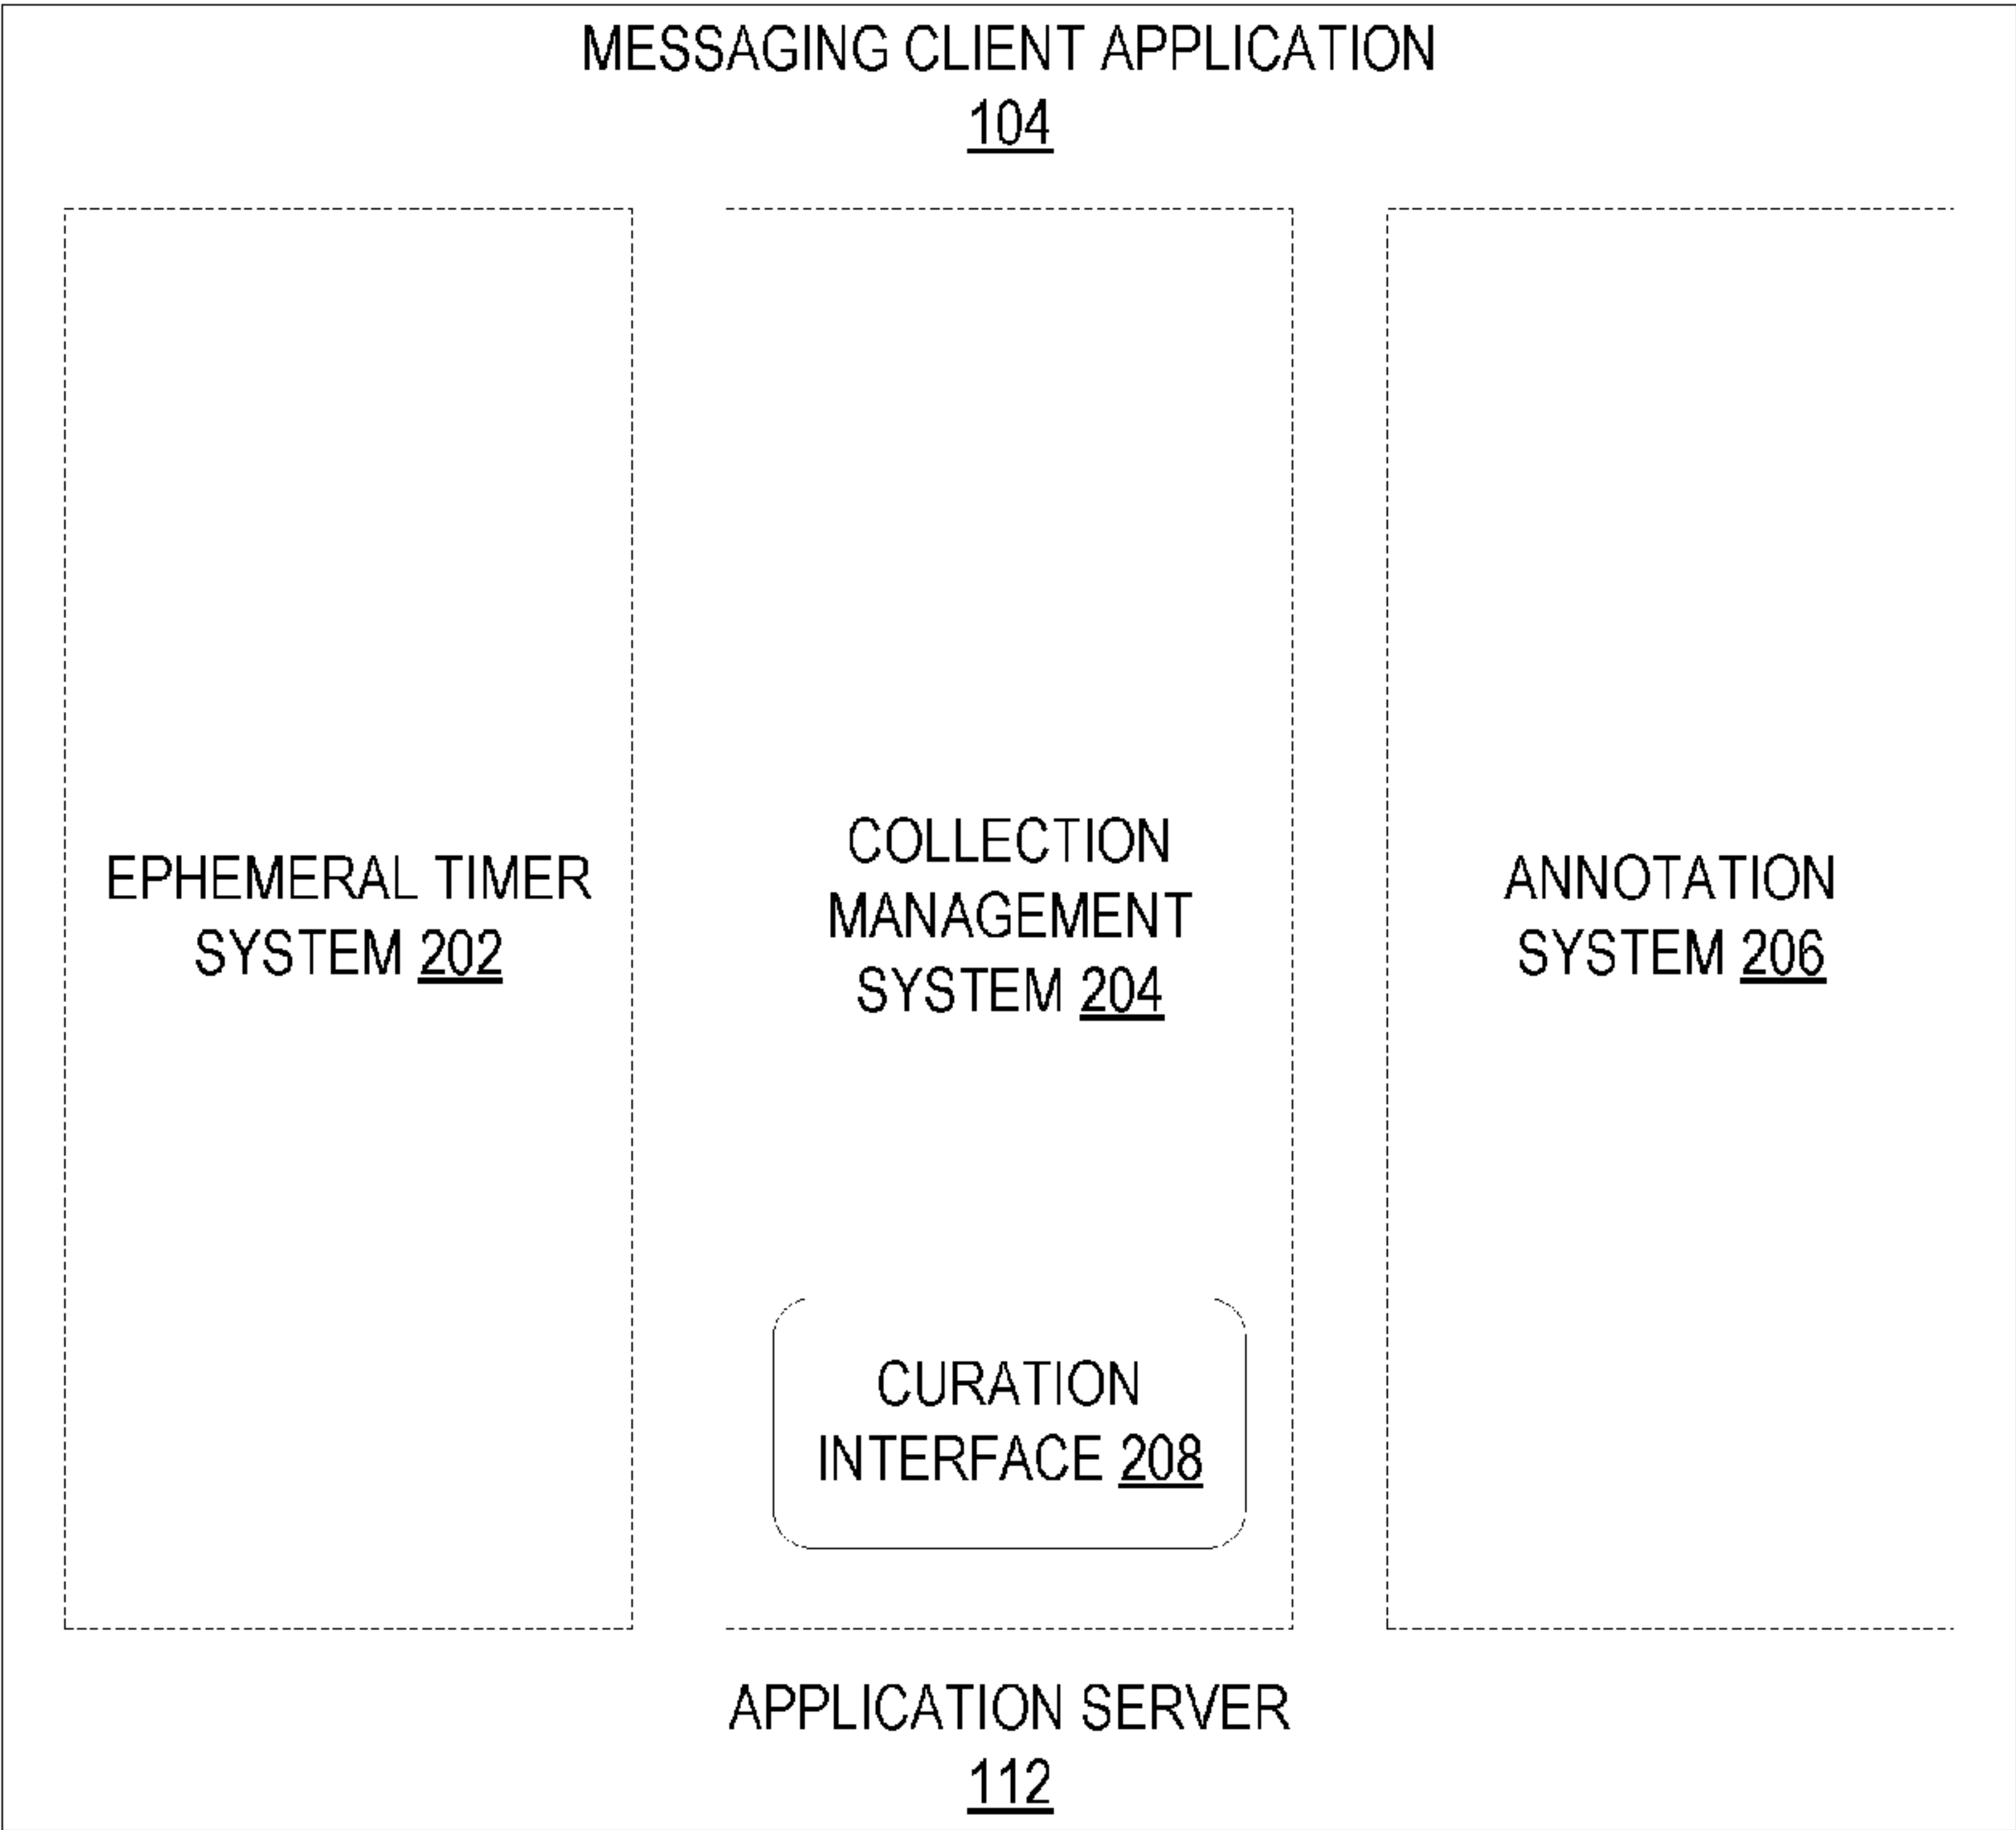 MESSAGING CLIENT APPLICATION
104
EPHEMERAL TIMER
SYSTEM 202
COLLECTION
MANAGEMENT
SYSTEM 204
ANNOTATION
SYSTEM 206
CURATION
INTERFACE 208
APPLICATION SERVER
112